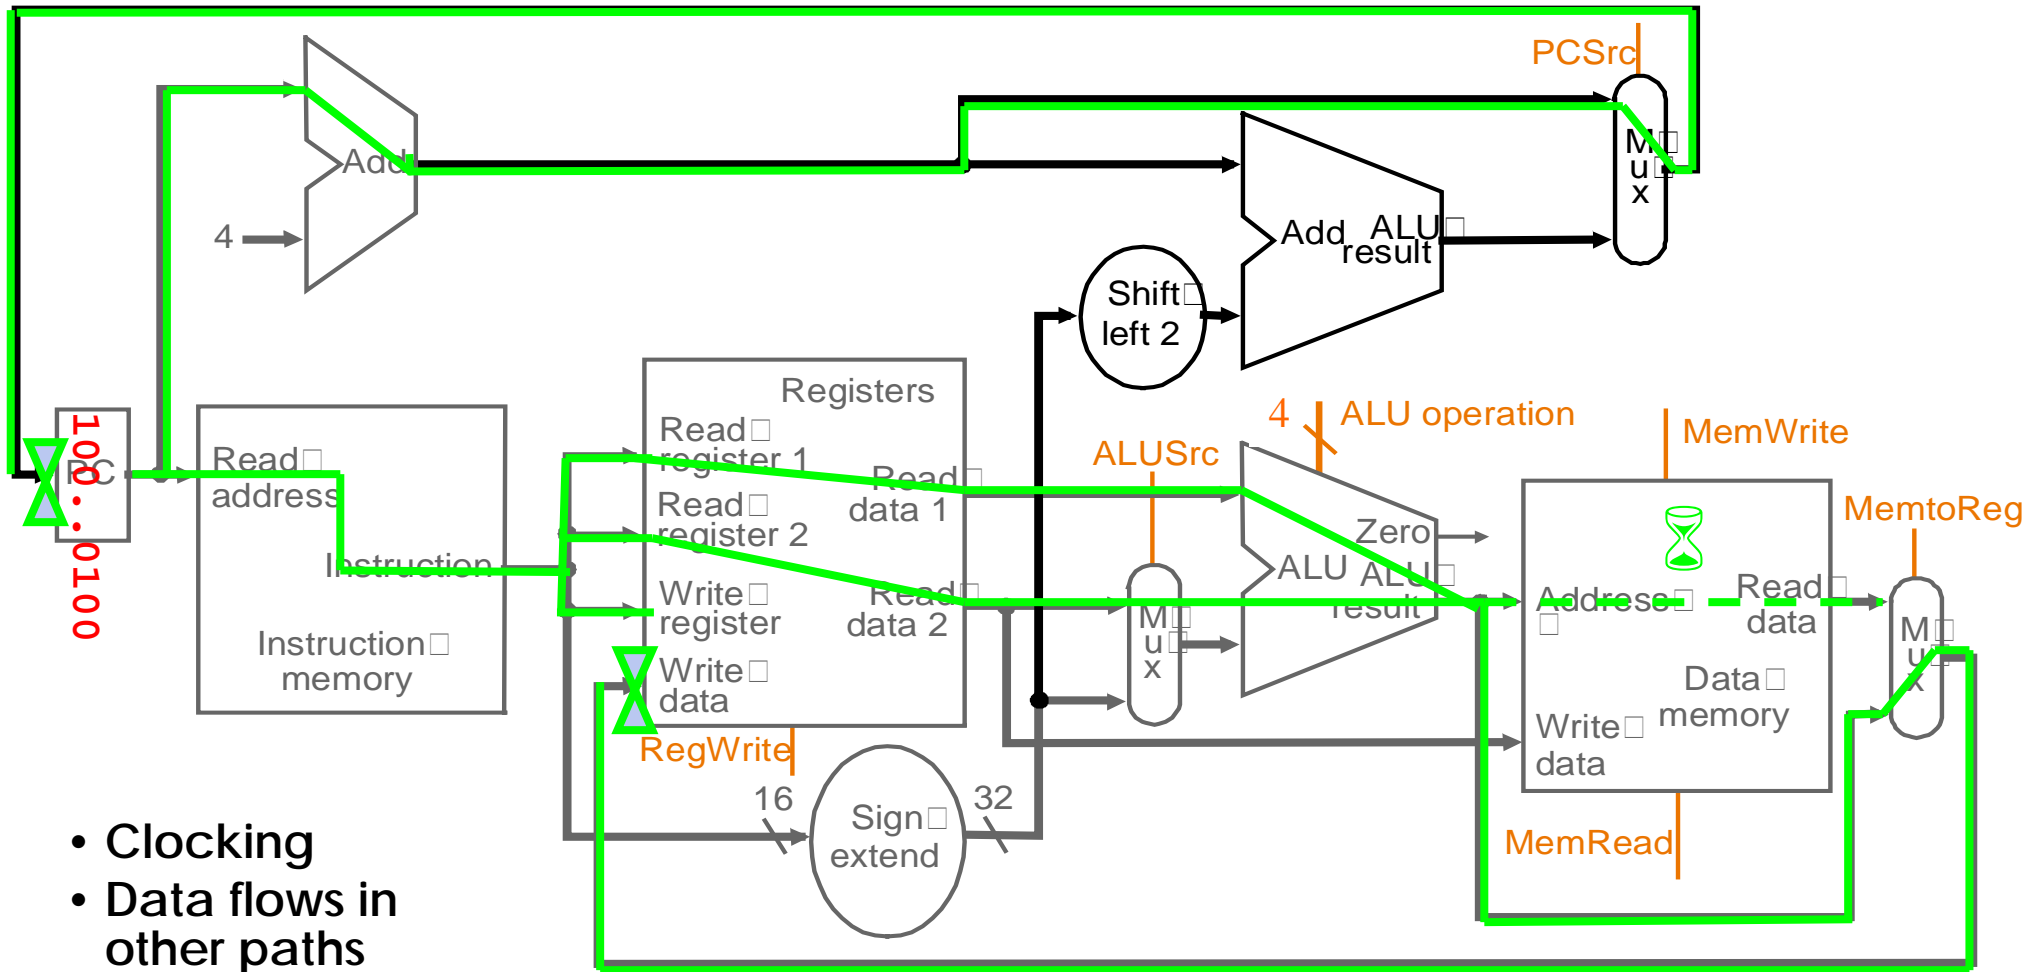 PCSrc
Add
4
M
u
x
Add
ALU
result
Shift
left 2
PC
100..0100
Read
address
Instruction
Instruction
memory
Registers
Read
register 1
Read
register 2
Write
register
Write
data
Read
data 1
Read
data 2
RegWrite
16
32
Sign
extend
ALUSrc
M
u
x
4
ALU operation
Zero
ALU
ALU
result
MemWrite
Address
Read
data
Data
memory
Write
data
MemRead
MemtoReg
M
u
x
• Clocking
• Data flows in
other paths